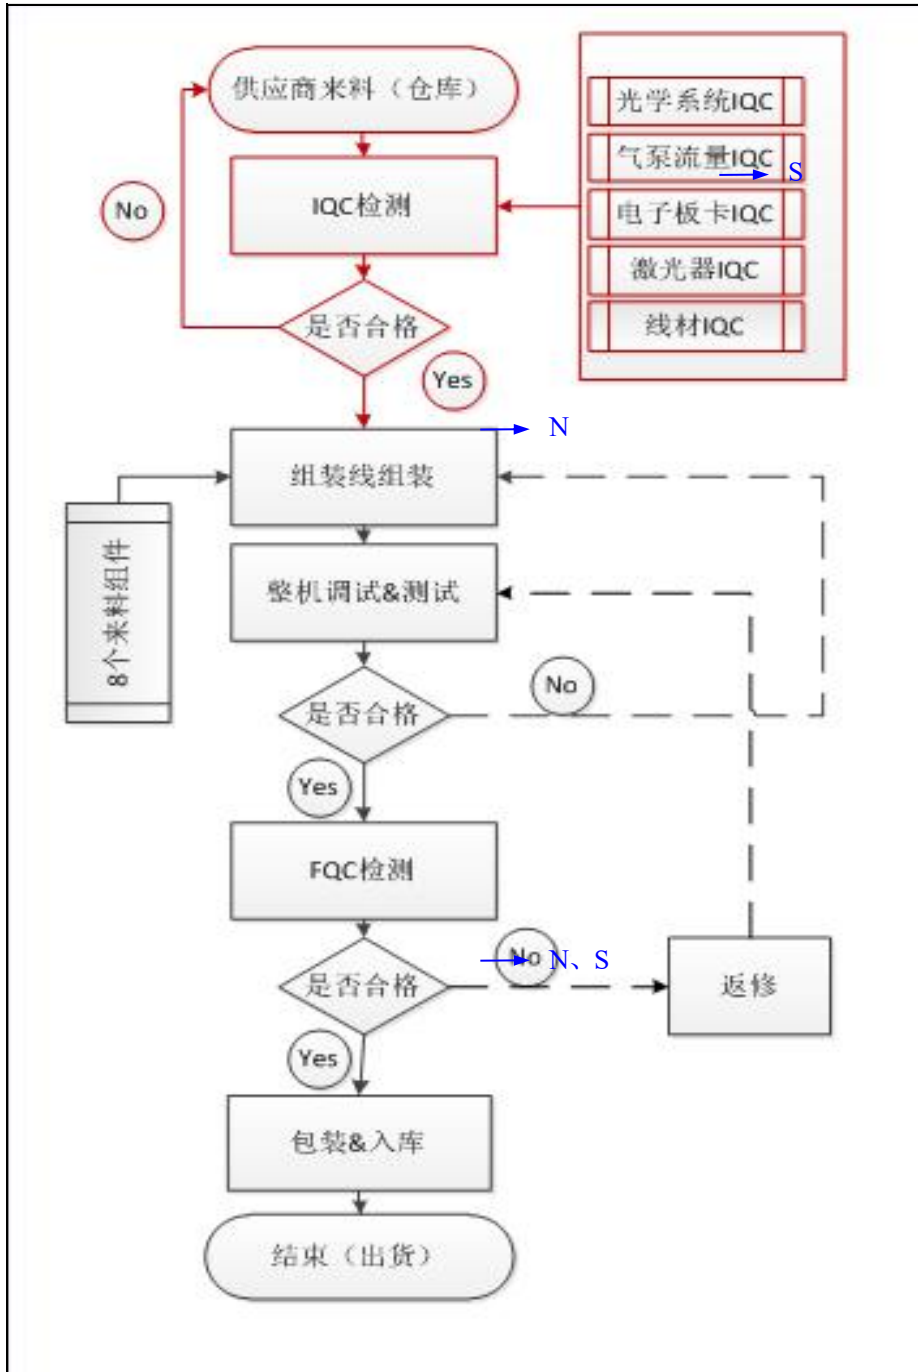 供应商来料（仓库）
光学系统IQC
气泵流量IQC
S
电子板卡IQC
激光器IQC
线材IQC
IQC检测
No
是否合格
Yes
N
组装线组装
8个来料组件
整机调试&测试
No
是否合格
Yes
FQC检测
No
N、S
是否合格
返修
Yes
包装&入库
结束（出货）